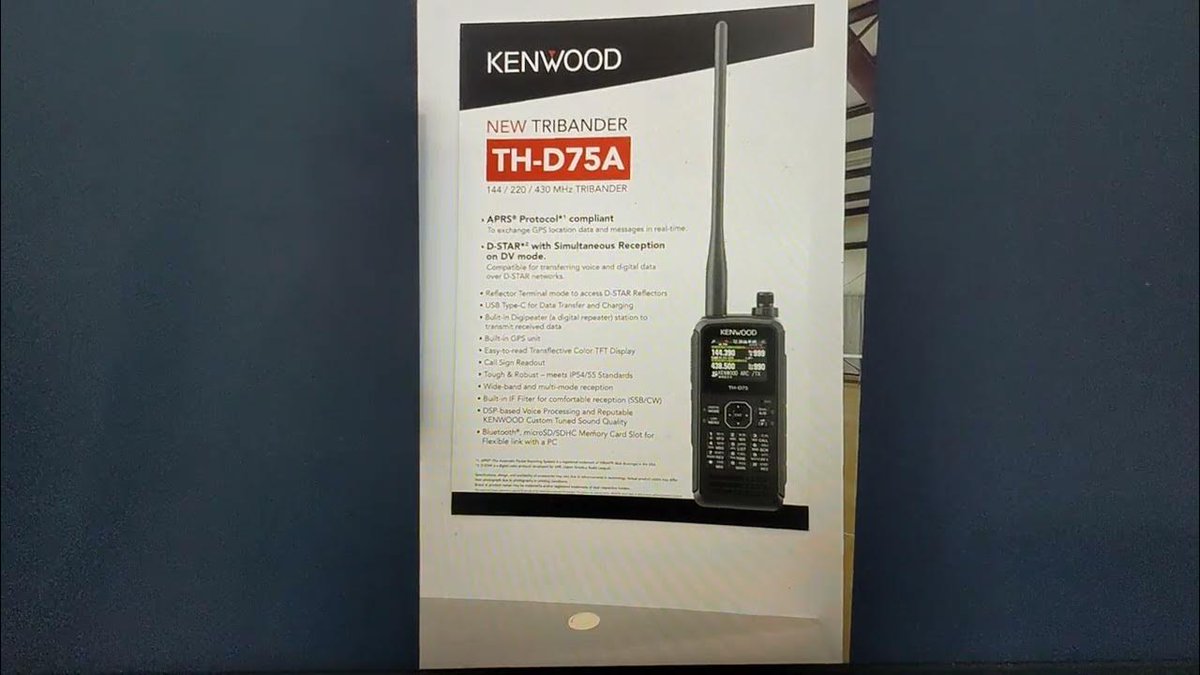 KENWOOD
NEW TRIBANDER
TH-D75A
144 / 220 / 430 MHz TRIBANDER
• APRS® Protocol*¹ compliant
To exchange GPS location data and messages in real-time.
• D-STAR*² with Simultaneous Reception
on DV mode.
Compatible for transferring voice and digital data
over D-STAR networks.
• Reflector Terminal mode to access D-STAR Reflectors
• USB Type-C for Data Transfer and Charging
• Built-in Digipeater (a digital repeater) station to
transmit received data
• Built-in GPS unit
• Easy-to-read Transflective Color TFT Display
• Call Sign Readout
• Tough & Robust – meets IP54/55 Standards
• Wide-band and multi-mode reception
• Built-in IF Filter for comfortable reception (SSB/CW)
• DSP-based Voice Processing and Reputable
KENWOOD Custom Tuned Sound Quality
• Bluetooth®, microSD/SDHC Memory Card Slot for
Flexible link with a PC
KENWOOD
144.390
999
438.500
990
TH-D75